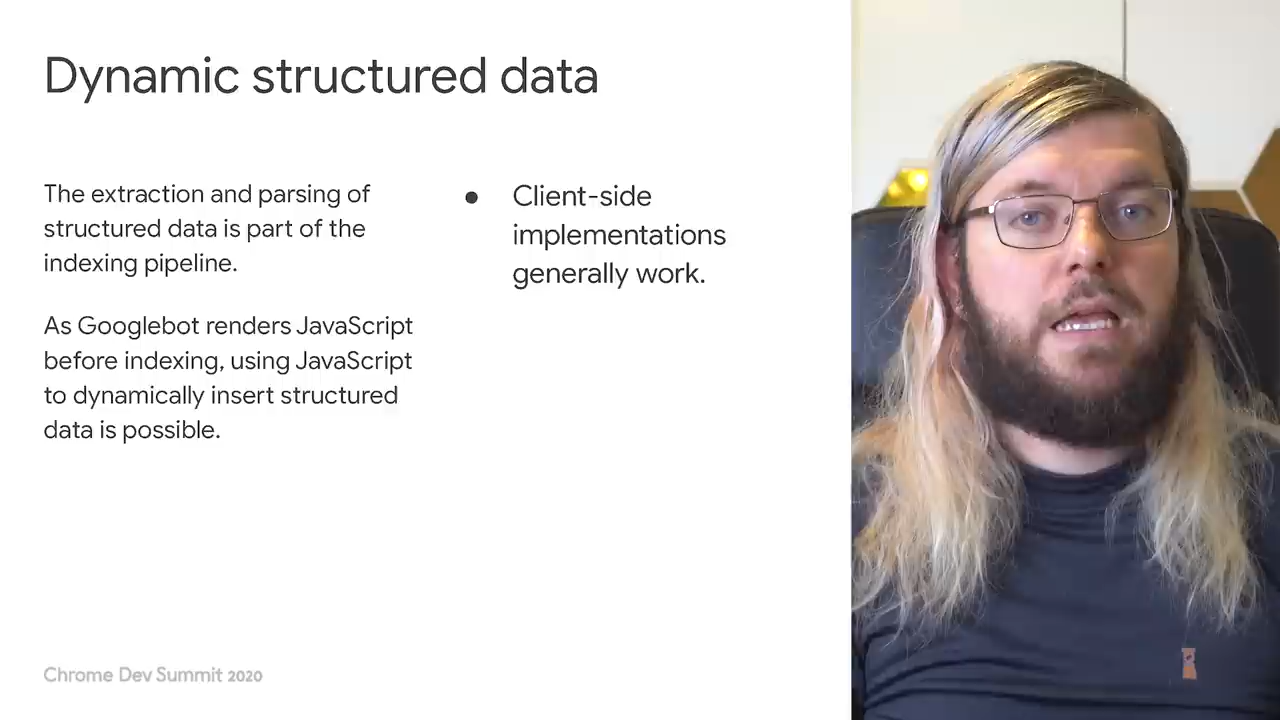 Dynamic structured data
The extraction and parsing of
structured data is part of the
indexing pipeline.
As Googlebot renders JavaScript
before indexing, using JavaScript
to dynamically insert structured
data is possible.
● Client-side
implementations
generally work.
Chrome Dev Summit 2020